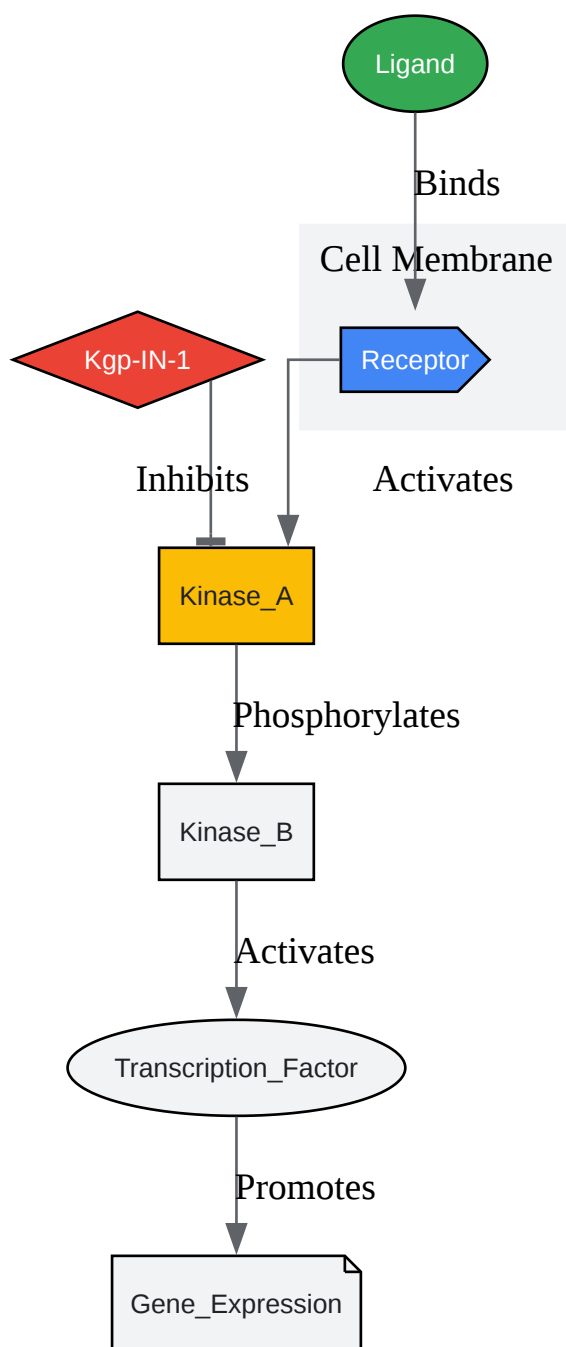 Ligand
Binds
Cell Membrane
Kgp-IN-1
Receptor
Inhibits
Activates
Kinase_A
Phosphorylates
Kinase_B
Activates
Transcription_Factor
Promotes
Gene_Expression